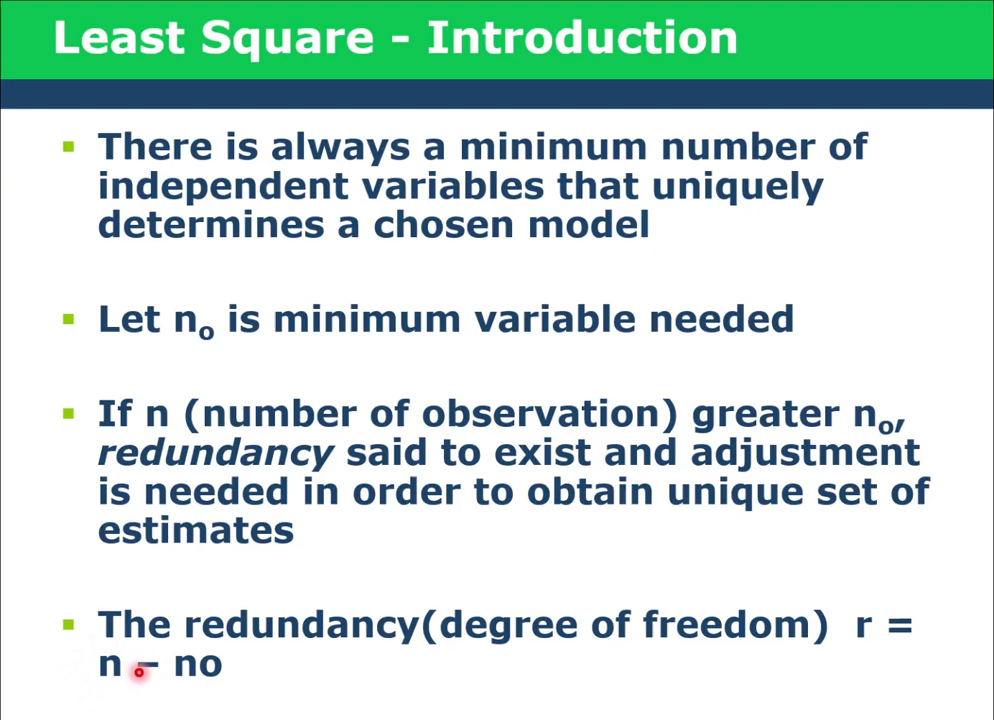 Least Square - Introduction
There is always a minimum number of
independent variables that uniquely
determines a chosen model
Let nₒ is minimum variable needed
If n (number of observation) greater nₒ,
redundancy said to exist and adjustment
is needed in order to obtain unique set of
estimates
The redundancy(degree of freedom) r =
n – no